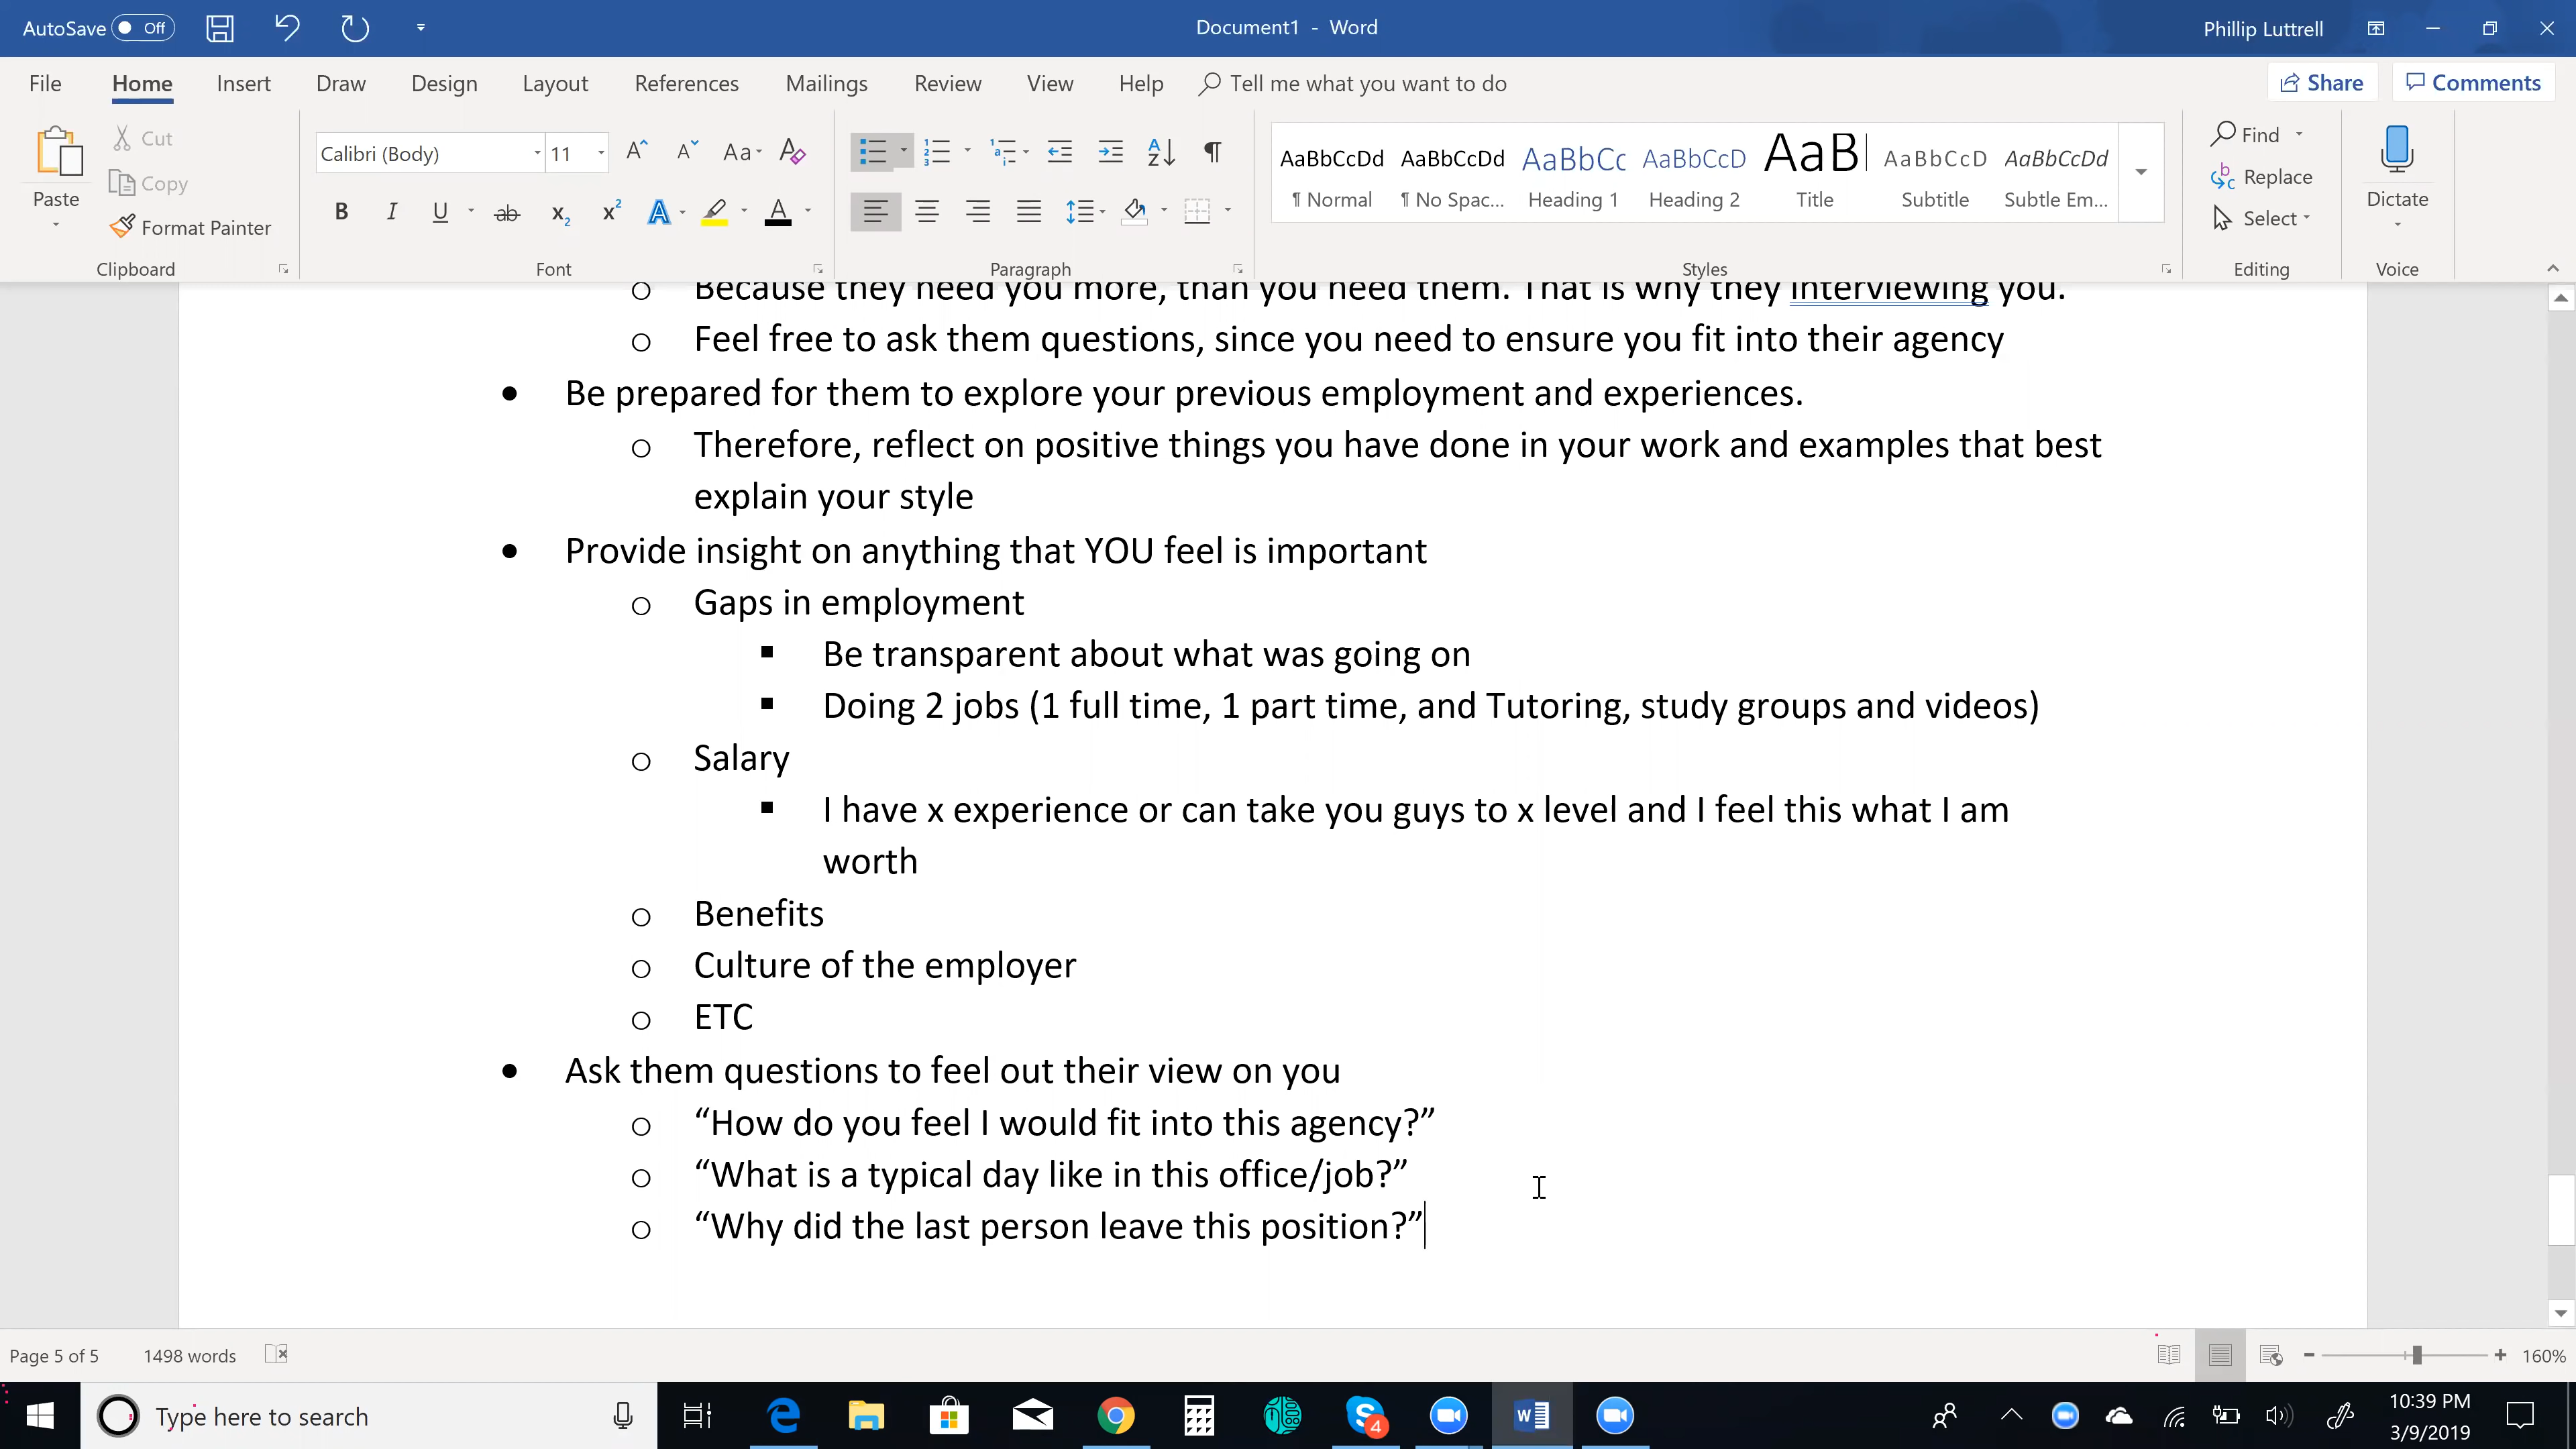 AutoSave Off
Document1 - Word
Phillip Luttrell
File Home Insert Draw Design Layout References Mailings Review View Help Tell me what you want to do
Share Comments
Paste
Cut
Copy
Format Painter
Clipboard
Calibri (Body) 11
Font
Paragraph
AaBbCcDd AaBbCcDd AaBbCc AaBbCcD AaB AaBbCcD AaBbCcDd
¶ Normal ¶ No Spac... Heading 1 Heading 2 Title Subtitle Subtle Em...
Styles
Find
Replace
Select
Editing
Dictate
Voice
o Because they need you more, than you need them. That is why they interviewing you.
o Feel free to ask them questions, since you need to ensure you fit into their agency
• Be prepared for them to explore your previous employment and experiences.
o Therefore, reflect on positive things you have done in your work and examples that best
explain your style
• Provide insight on anything that YOU feel is important
o Gaps in employment
▪ Be transparent about what was going on
▪ Doing 2 jobs (1 full time, 1 part time, and Tutoring, study groups and videos)
o Salary
▪ I have x experience or can take you guys to x level and I feel this what I am
worth
o Benefits
o Culture of the employer
o ETC
• Ask them questions to feel out their view on you
o “How do you feel I would fit into this agency?”
o “What is a typical day like in this office/job?”
o “Why did the last person leave this position?”
Page 5 of 5 1498 words
160%
Type here to search
4
10:39 PM
3/9/2019